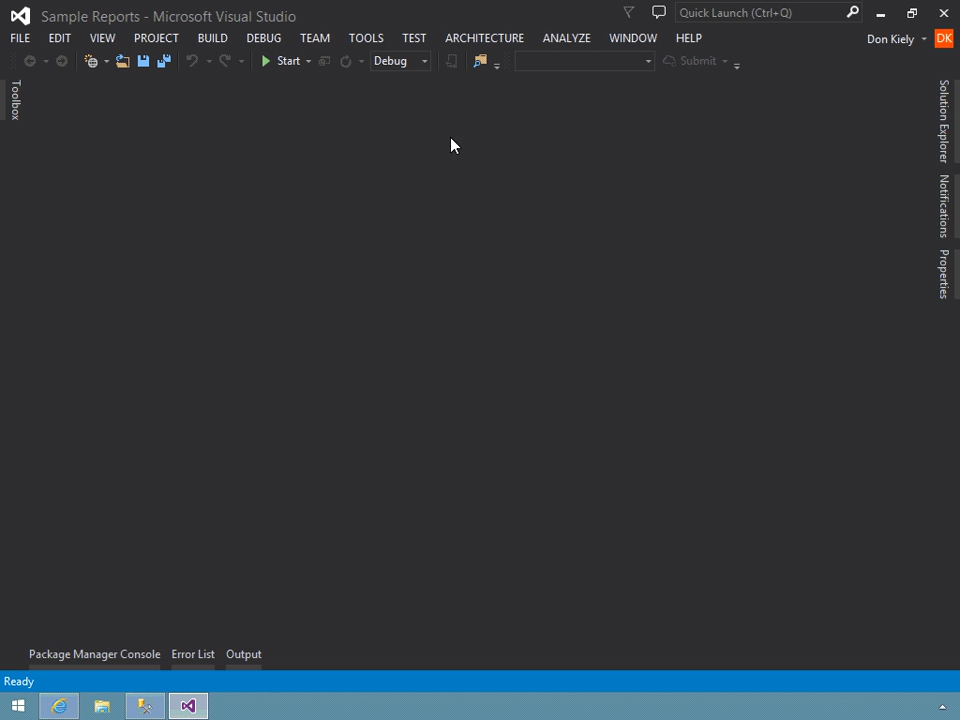 Sample Reports - Microsoft Visual Studio
Quick Launch (Ctrl+Q)
FILE EDIT VIEW PROJECT BUILD DEBUG TEAM TOOLS TEST ARCHITECTURE ANALYZE WINDOW HELP
Don Kiely DK
Start Debug Submit
Toolbox
Solution Explorer
Notifications
Properties
Package Manager Console Error List Output
Ready